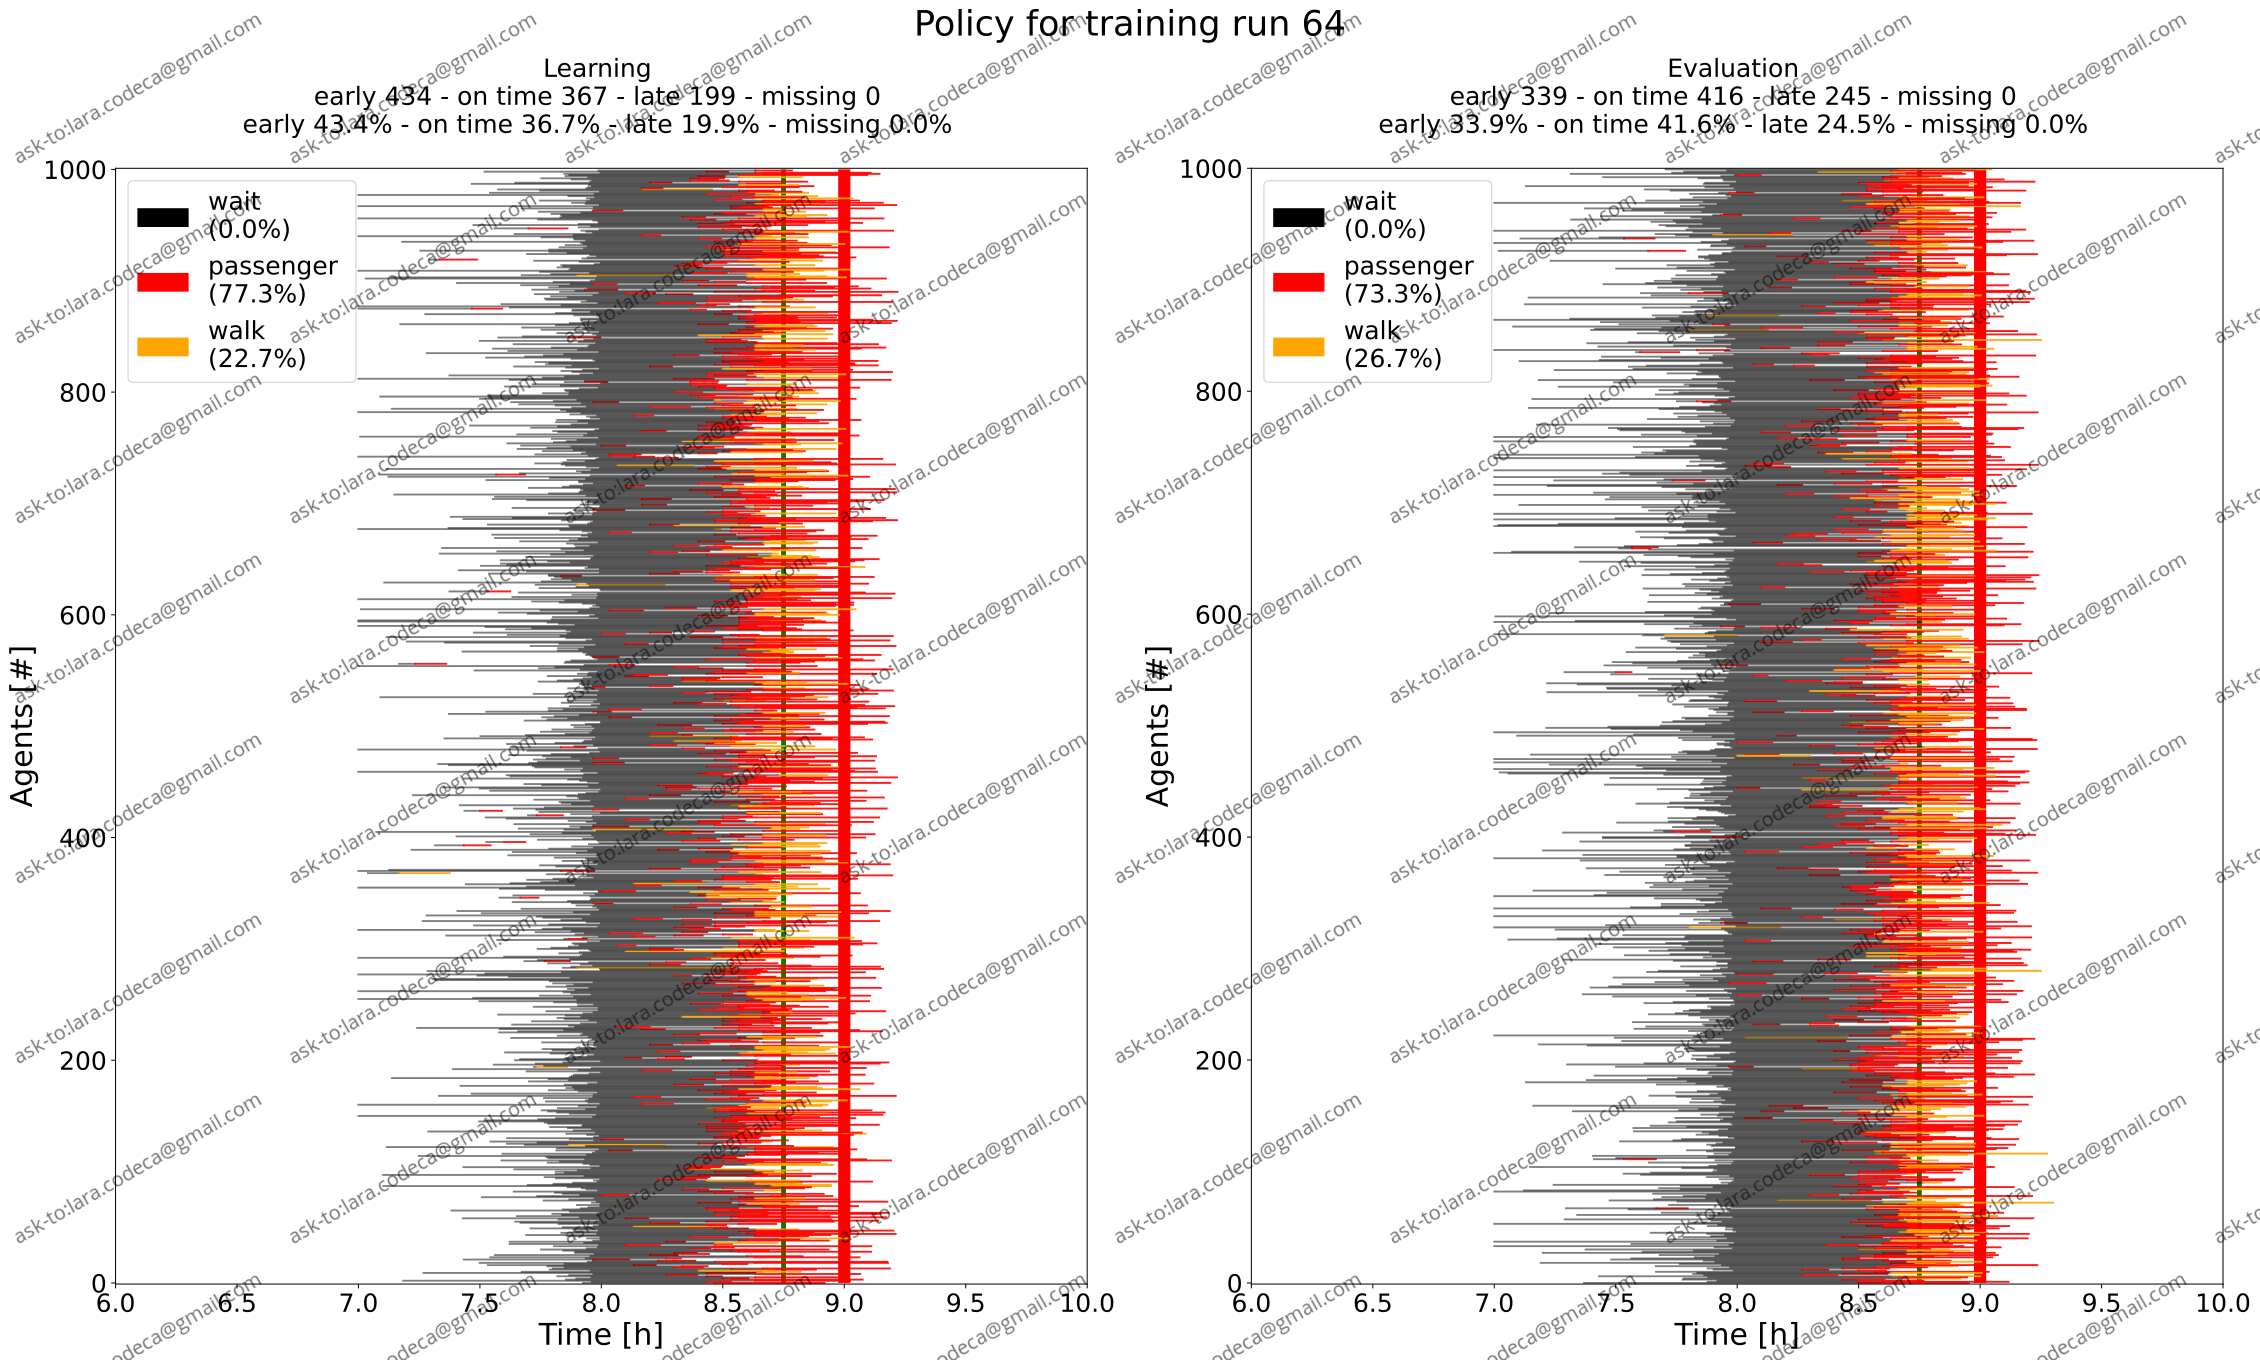 Policy for training run 64
Learning
early 434 - on time 367 - late 199 - missing 0
early 43.4% - on time 36.7% - late 19.9% - missing 0.0%
wait
(0.0%)
passenger
(77.3%)
walk
(22.7%)
Agents [#]
1000
800
600
400
200
0
6.0 6.5 7.0 7.5 8.0 8.5 9.0 9.5 10.0
Time [h]
Evaluation
early 339 - on time 416 - late 245 - missing 0
early 33.9% - on time 41.6% - late 24.5% - missing 0.0%
wait
(0.0%)
passenger
(73.3%)
walk
(26.7%)
Agents [#]
1000
800
600
400
200
0
6.0 6.5 7.0 7.5 8.0 8.5 9.0 9.5 10.0
Time [h]
ask-to:lara.codeca@gmail.com